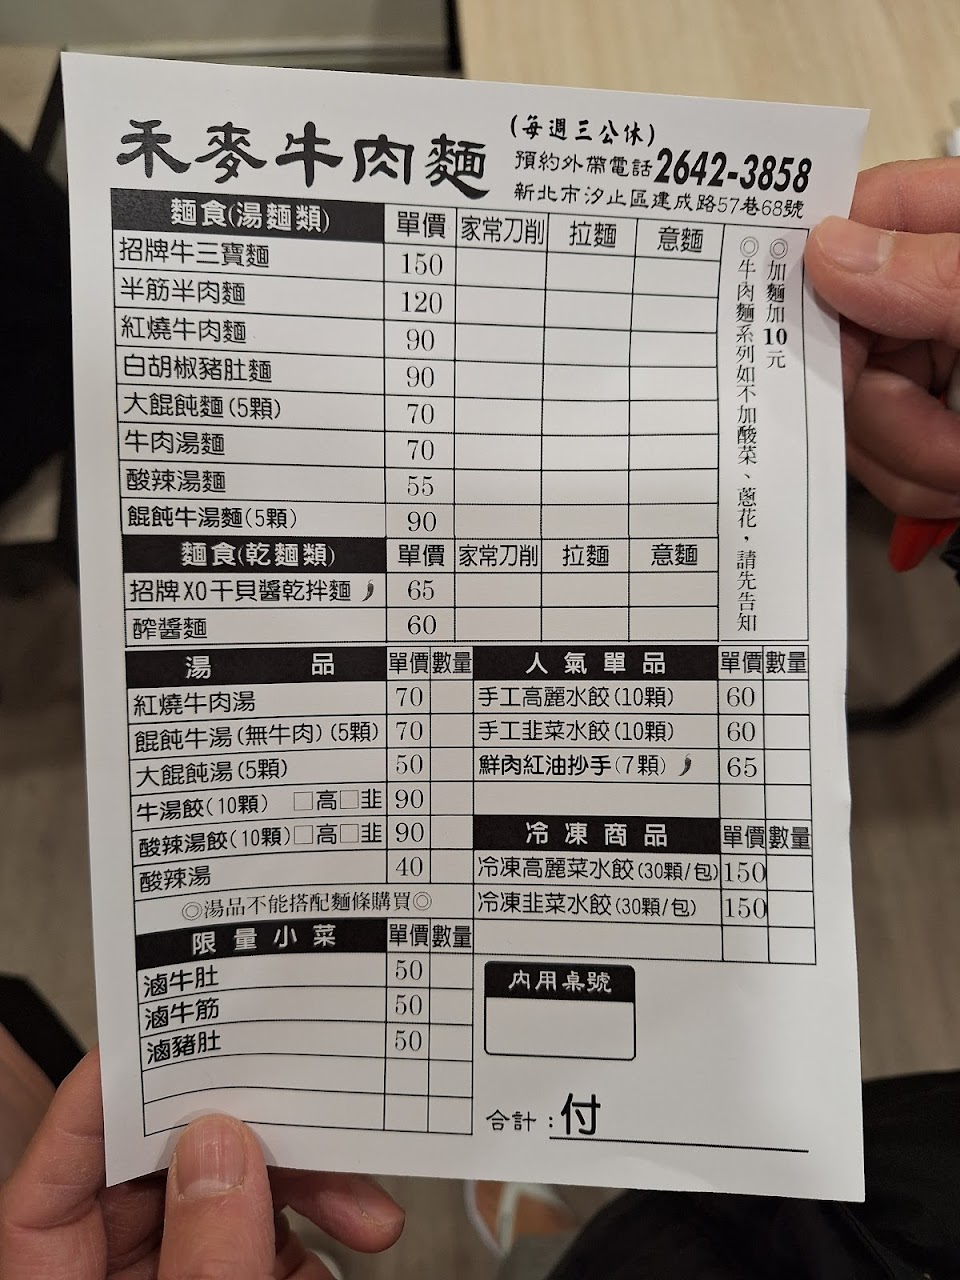 禾麥牛肉麵
(每週三公休)
預約外帶電話2642-3858
新北市汐止區建成路57巷68號
麵食(湯麵類) 單價 家常刀削 拉麵 意麵
招牌牛三寶麵 150
半筋半肉麵 120
紅燒牛肉麵 90
白胡椒豬肚麵 90
大餛飩麵(5顆) 70
牛肉湯麵 70
酸辣湯麵 55
餛飩牛湯麵(5顆) 90
麵食(乾麵類) 單價 家常刀削 拉麵 意麵
招牌XO干貝醬乾拌麵 65
醡醬麵 60
◎加麵加10元
◎牛肉麵系列如不加酸菜、蔥花，請先告知
湯品 單價 數量
紅燒牛肉湯 70
餛飩牛湯(無牛肉)(5顆) 70
大餛飩湯(5顆) 50
牛湯餃(10顆) □高□韭 90
酸辣湯餃(10顆)□高□韭 90
酸辣湯 40
◎湯品不能搭配麵條購買◎
限量小菜 單價 數量
滷牛肚 50
滷牛筋 50
滷豬肚 50
人氣單品 單價 數量
手工高麗水餃(10顆) 60
手工韭菜水餃(10顆) 60
鮮肉紅油抄手(7顆) 65
冷凍商品 單價 數量
冷凍高麗菜水餃(30顆/包) 150
冷凍韭菜水餃(30顆/包) 150
內用桌號
合計：付